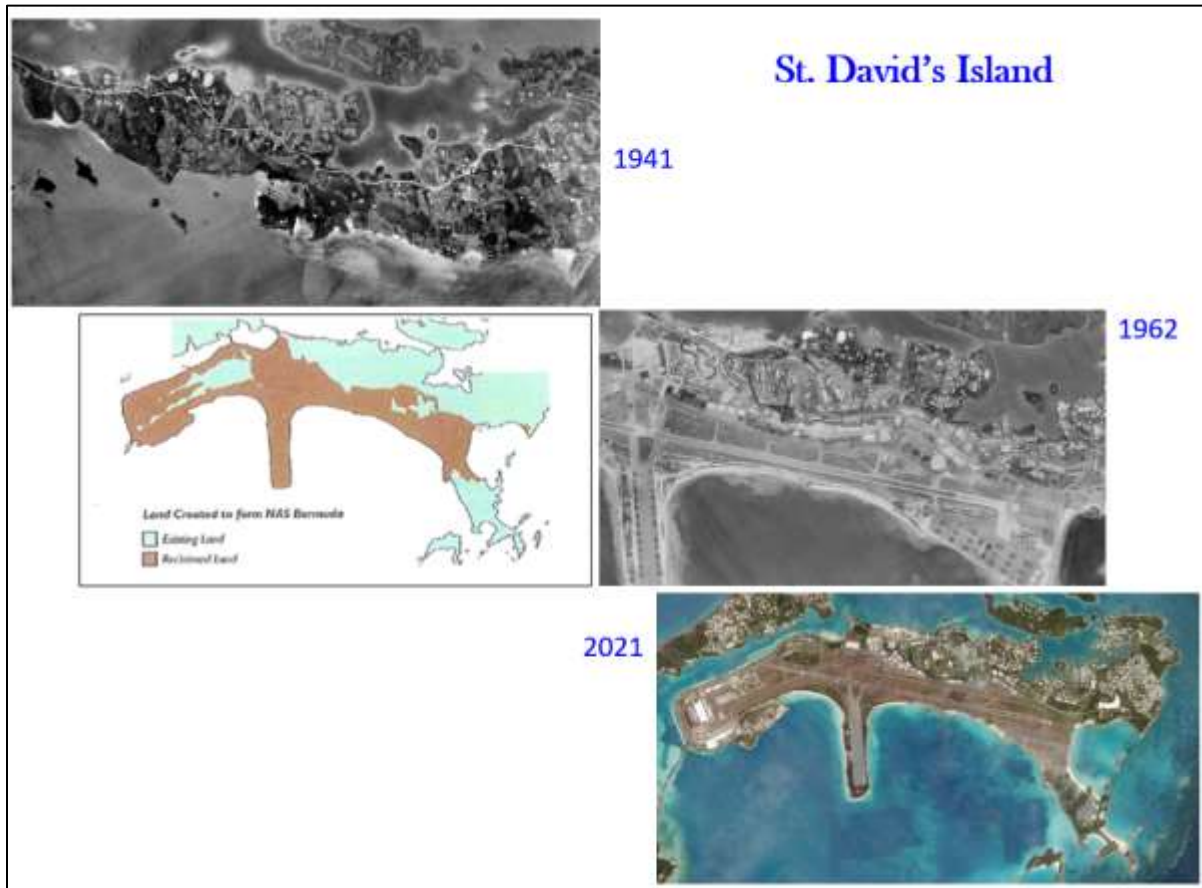 St. David's Island
1941
1962
Land Created to form NAS Bermuda
Existing Land
Reclaimed Land
2021